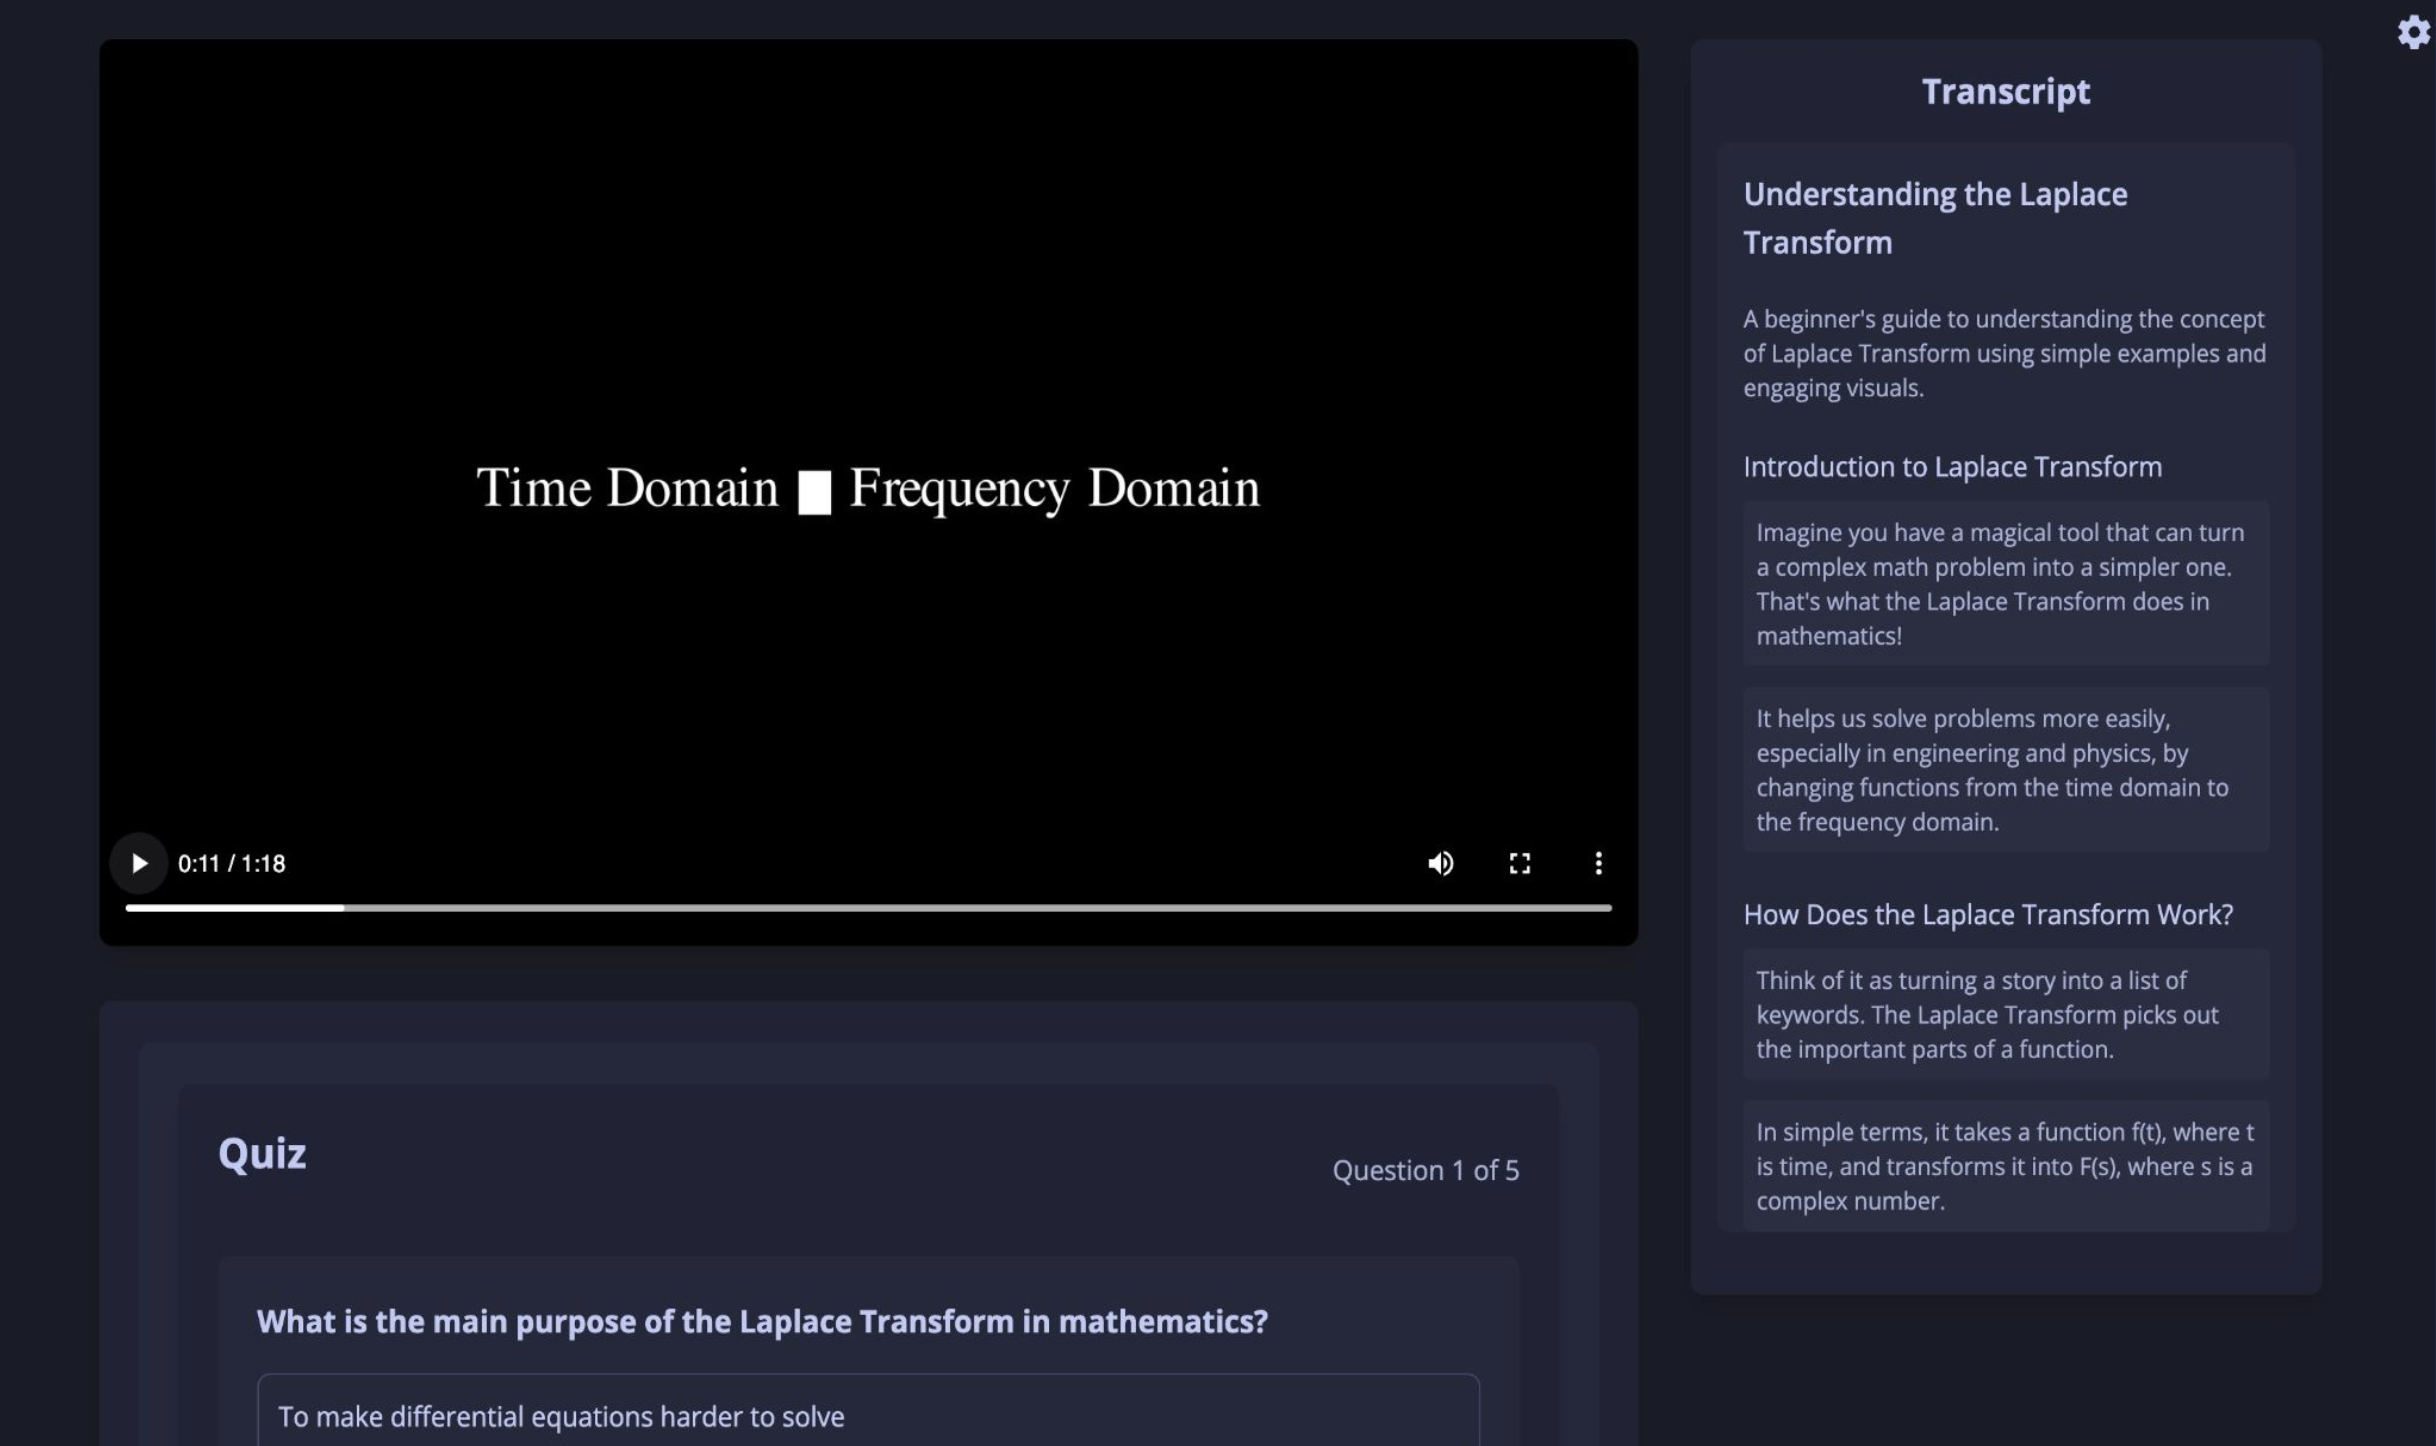 Time Domain ■ Frequency Domain
0:11 / 1:18
Quiz
Question 1 of 5
What is the main purpose of the Laplace Transform in mathematics?
To make differential equations harder to solve
Transcript
Understanding the Laplace
Transform
A beginner's guide to understanding the concept
of Laplace Transform using simple examples and
engaging visuals.
Introduction to Laplace Transform
Imagine you have a magical tool that can turn
a complex math problem into a simpler one.
That's what the Laplace Transform does in
mathematics!
It helps us solve problems more easily,
especially in engineering and physics, by
changing functions from the time domain to
the frequency domain.
How Does the Laplace Transform Work?
Think of it as turning a story into a list of
keywords. The Laplace Transform picks out
the important parts of a function.
In simple terms, it takes a function f(t), where t
is time, and transforms it into F(s), where s is a
complex number.